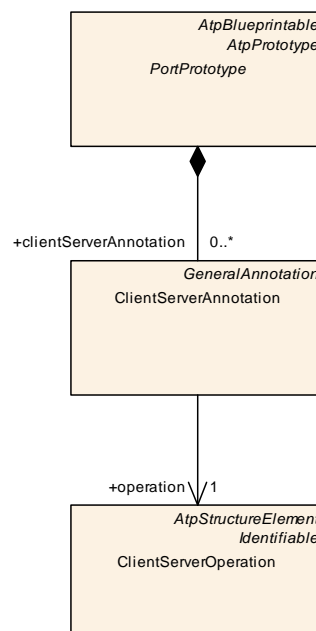 AtpBlueprintable
AtpPrototype
PortPrototype
+clientServerAnnotation 0..*
GeneralAnnotation
ClientServerAnnotation
+operation 1
AtpStructureElement
Identifiable
ClientServerOperation